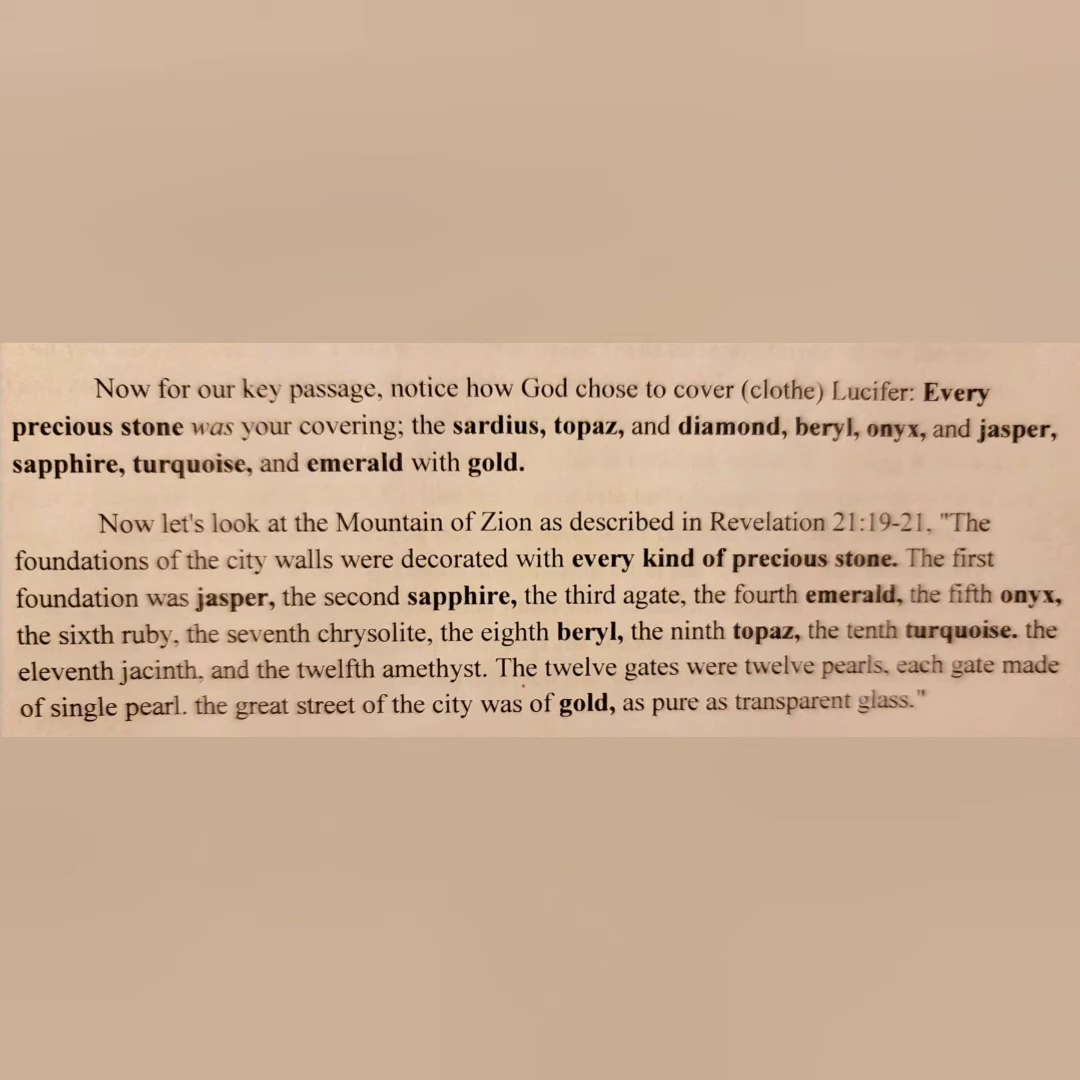 Now for our key passage, notice how God chose to cover (clothe) Lucifer: Every
precious stone was your covering; the sardius, topaz, and diamond, beryl, onyx, and jasper,
sapphire, turquoise, and emerald with gold.
Now let's look at the Mountain of Zion as described in Revelation 21:19-21, "The
foundations of the city walls were decorated with every kind of precious stone. The first
foundation was jasper, the second sapphire, the third agate, the fourth emerald, the fifth onyx,
the sixth ruby, the seventh chrysolite, the eighth beryl, the ninth topaz, the tenth turquoise. the
eleventh jacinth, and the twelfth amethyst. The twelve gates were twelve pearls, each gate made
of single pearl. the great street of the city was of gold, as pure as transparent glass."